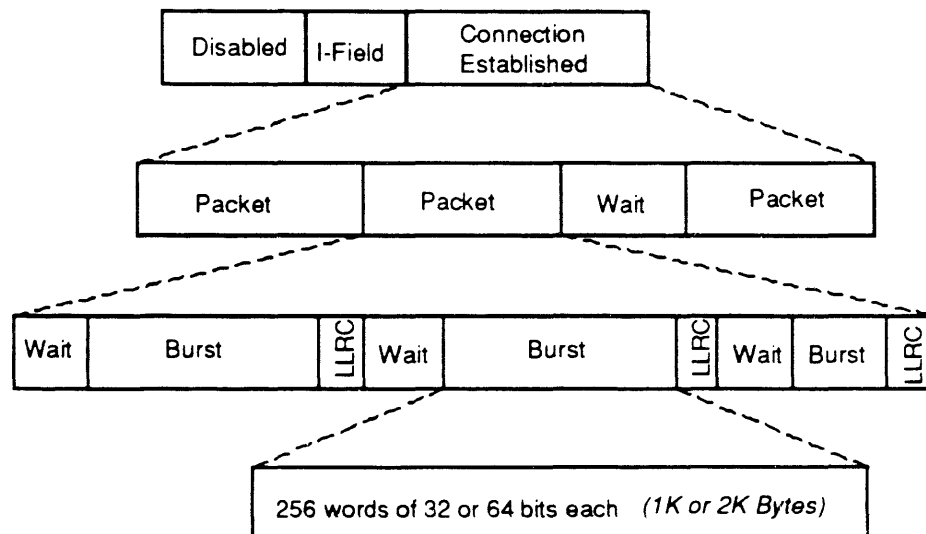 Disabled I-Field Connection
Established
Packet Packet Wait Packet
Wait Burst LLRC Wait Burst LLRC Wait Burst LLRC
256 words of 32 or 64 bits each (1K or 2K Bytes)